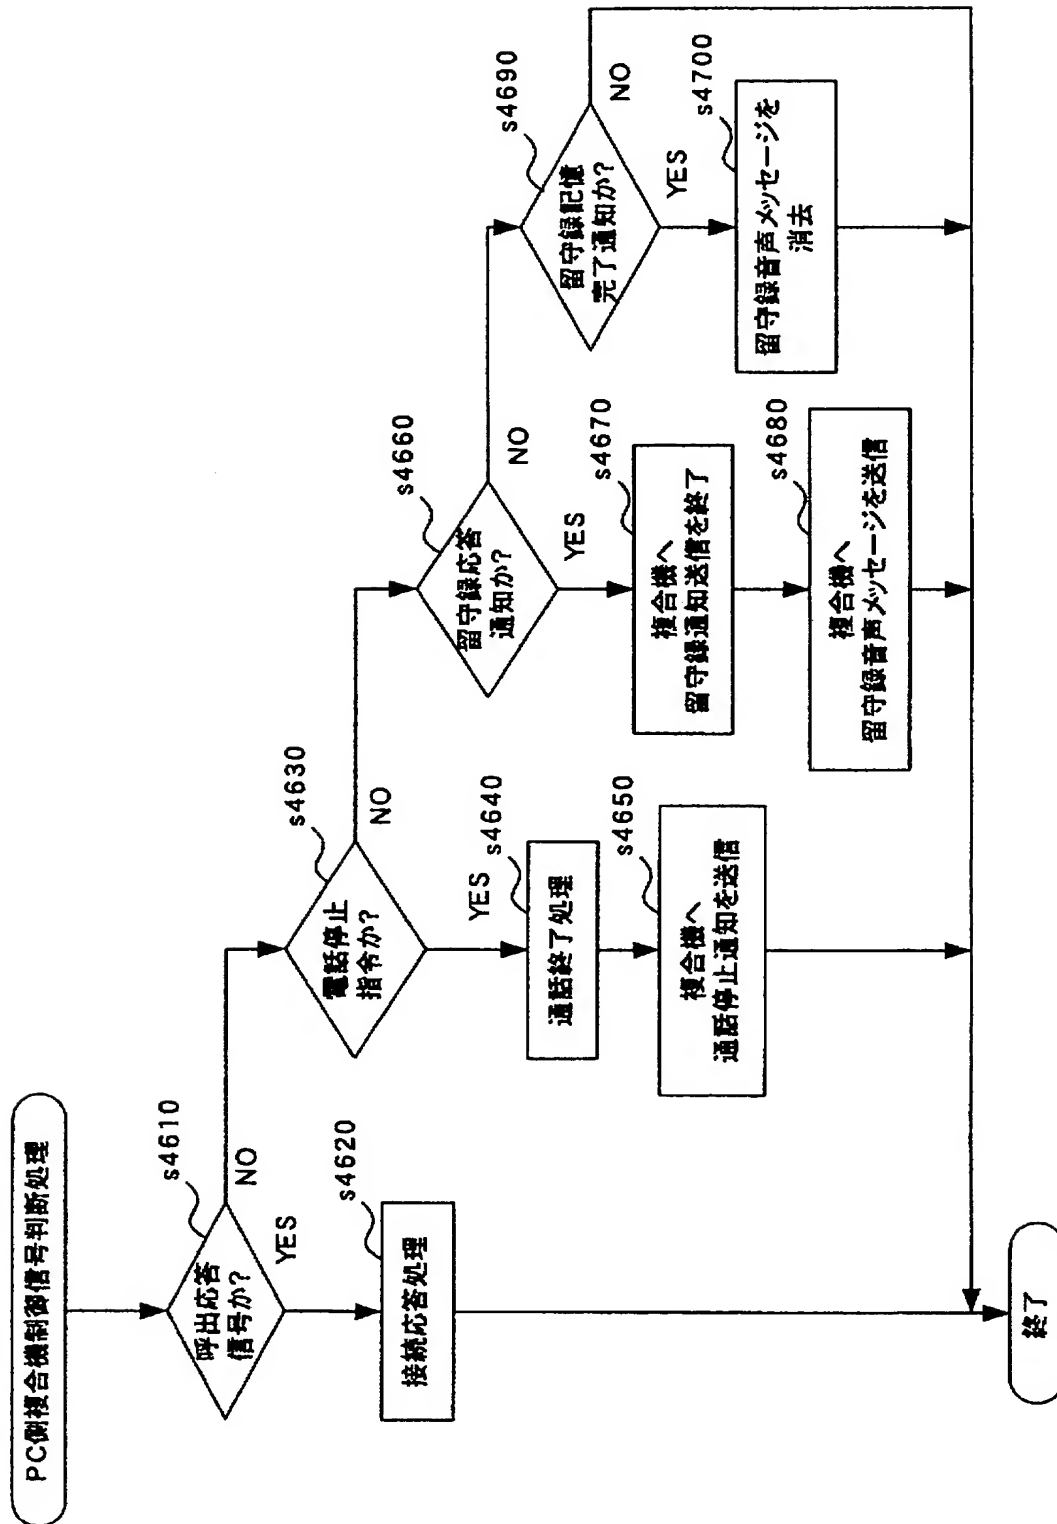 PC側複合機制御信号判断処理
s4610
呼出応答
信号か?
NO
YES
s4620
接続応答処理
s4630
電話停止
指令か?
NO
YES
s4640
通話終了処理
s4650
複合機へ
通話停止通知を送信
s4660
留守録応答
通知か?
NO
YES
s4670
複合機へ
留守録通知送信を終了
s4680
複合機へ
留守録音声メッセージを送信
s4690
留守録記憶
完了通知か?
NO
YES
s4700
留守録音声メッセージを
消去
終了